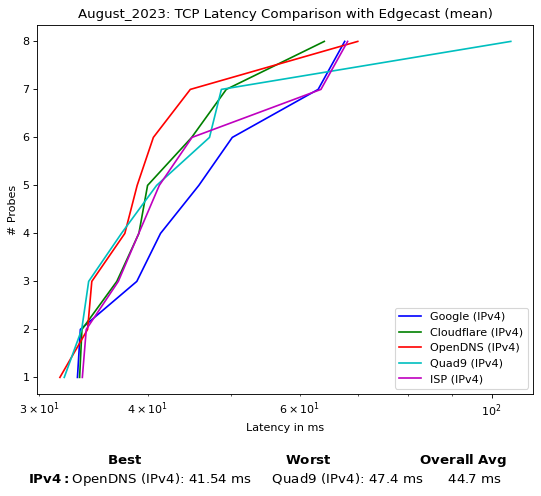 August_2023: TCP Latency Comparison with Edgecast (mean)
8
7
6
5
4
3
2
1
# Probes
3 × 10¹ 4 × 10¹ 6 × 10¹ 10²
Latency in ms
Google (IPv4)
Cloudflare (IPv4)
OpenDNS (IPv4)
Quad9 (IPv4)
ISP (IPv4)
Best Worst Overall Avg
IPv4: OpenDNS (IPv4): 41.54 ms Quad9 (IPv4): 47.4 ms 44.7 ms